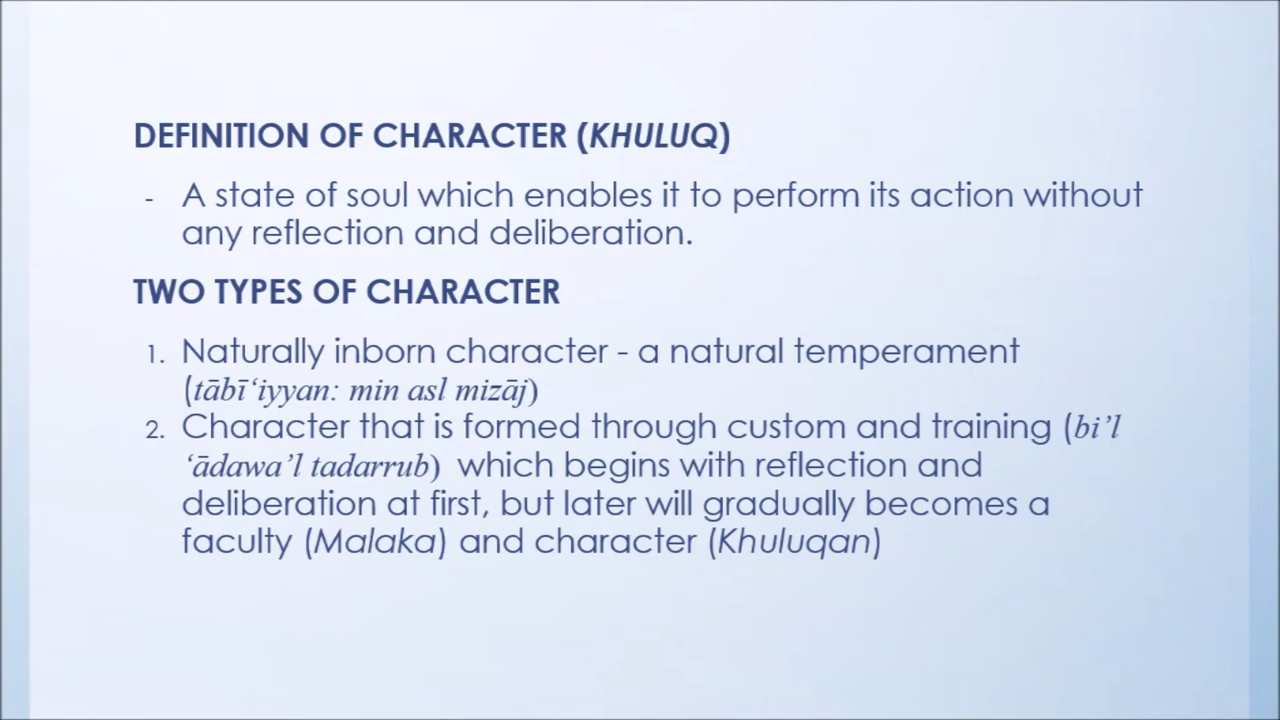 DEFINITION OF CHARACTER (KHULUQ)
- A state of soul which enables it to perform its action without
any reflection and deliberation.
TWO TYPES OF CHARACTER
1. Naturally inborn character - a natural temperament
(tābī‘iyyan: min asl mizāj)
2. Character that is formed through custom and training (bi’l
‘ādawa’l tadarrub) which begins with reflection and
deliberation at first, but later will gradually becomes a
faculty (Malaka) and character (Khuluqan)